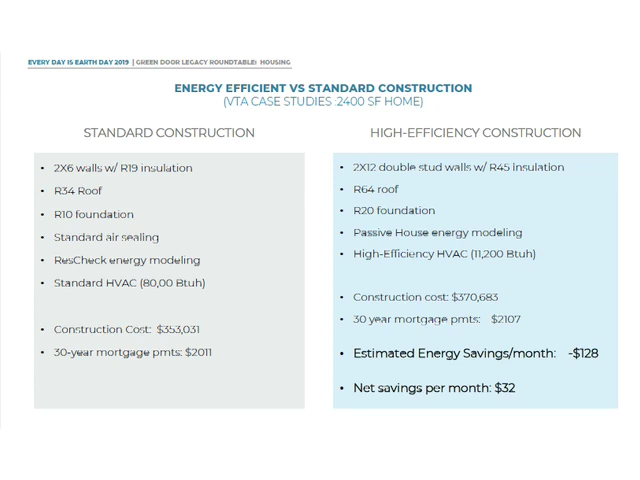 EVERY DAY IS EARTH DAY 2019 | GREEN DOOR LEGACY ROUNDTABLE: HOUSING
ENERGY EFFICIENT VS STANDARD CONSTRUCTION
(VTA CASE STUDIES :2400 SF HOME)
STANDARD CONSTRUCTION
• 2X6 walls w/ R19 insulation
• R34 Roof
• R10 foundation
• Standard air sealing
• ResCheck energy modeling
• Standard HVAC (80,00 Btuh)
• Construction Cost: $353,031
• 30-year mortgage pmts: $2011
HIGH-EFFICIENCY CONSTRUCTION
• 2X12 double stud walls w/ R45 insulation
• R64 roof
• R20 foundation
• Passive House energy modeling
• High-Efficiency HVAC (11,200 Btuh)
• Construction cost: $370,683
• 30 year mortgage pmts: $2107
• Estimated Energy Savings/month: -$128
• Net savings per month: $32